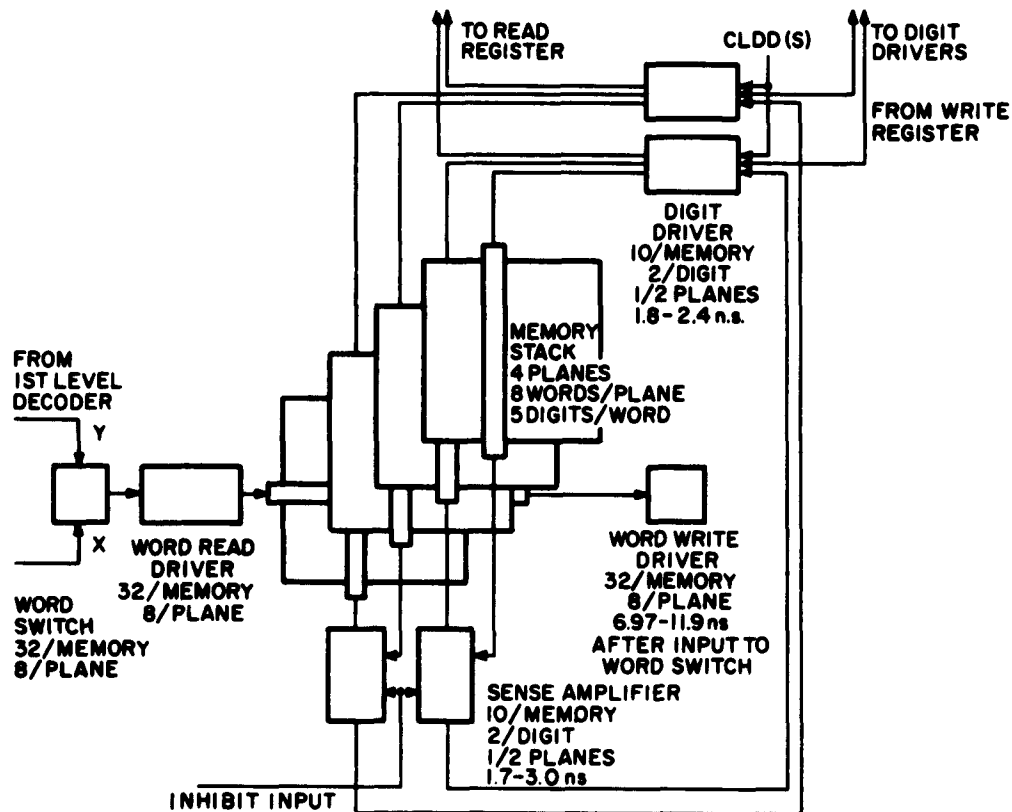 TO READ
REGISTER
CLDD(S)
TO DIGIT
DRIVERS
FROM WRITE
REGISTER
DIGIT
DRIVER
10/MEMORY
2/DIGIT
1/2 PLANES
1.8-2.4 n.s.
MEMORY
STACK
4 PLANES
8 WORDS/PLANE
5 DIGITS/WORD
FROM
1ST LEVEL
DECODER
Y
X
WORD READ
DRIVER
32/MEMORY
8/PLANE
WORD
SWITCH
32/MEMORY
8/PLANE
WORD WRITE
DRIVER
32/MEMORY
8/PLANE
6.97-11.9 ns
AFTER INPUT TO
WORD SWITCH
SENSE AMPLIFIER
10/MEMORY
2/DIGIT
1/2 PLANES
1.7-3.0 ns
INHIBIT INPUT